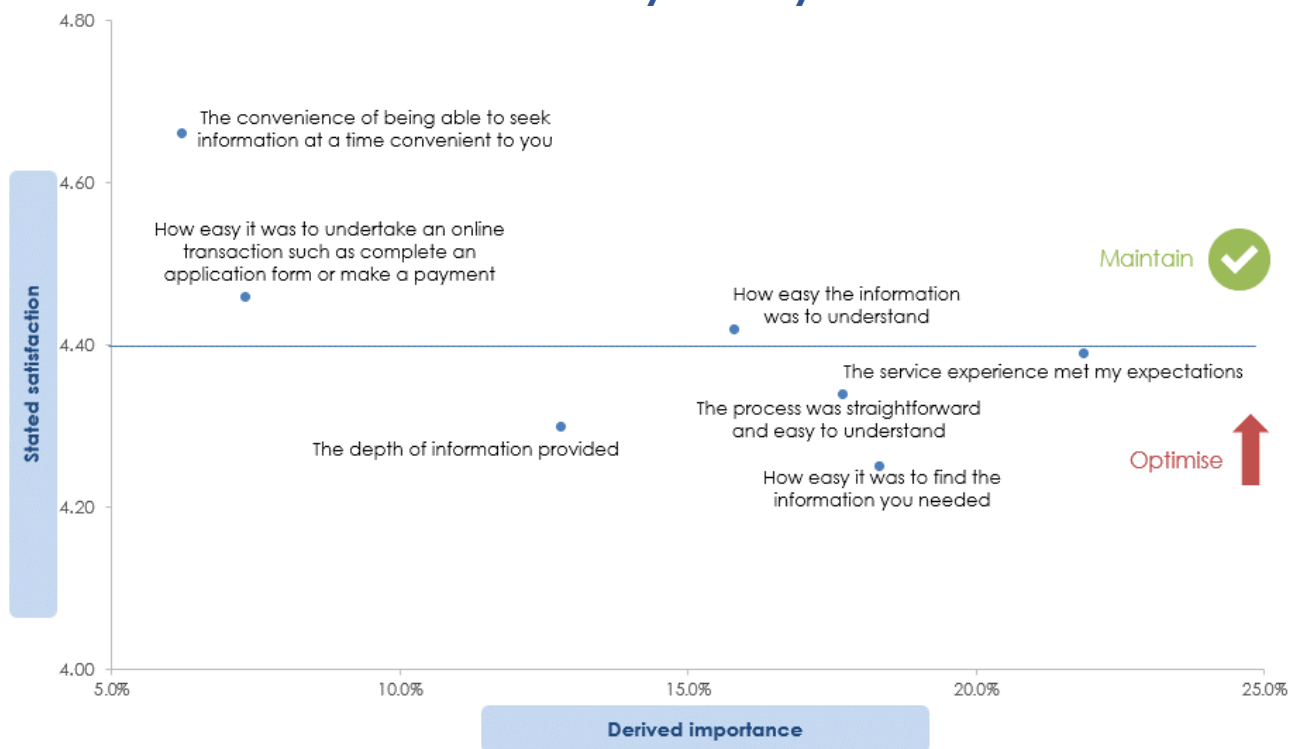 4.80
The convenience of being able to seek
information at a time convenient to you
4.60
How easy it was to undertake an online
transaction such as complete an
application form or make a payment
Maintain
How easy the information
was to understand
4.40
The service experience met my expectations
The process was straightforward
and easy to understand
The depth of information provided
Optimise
How easy it was to find the
information you needed
4.20
4.00
Stated satisfaction
5.0%
10.0%
15.0%
20.0%
25.0%
Derived importance